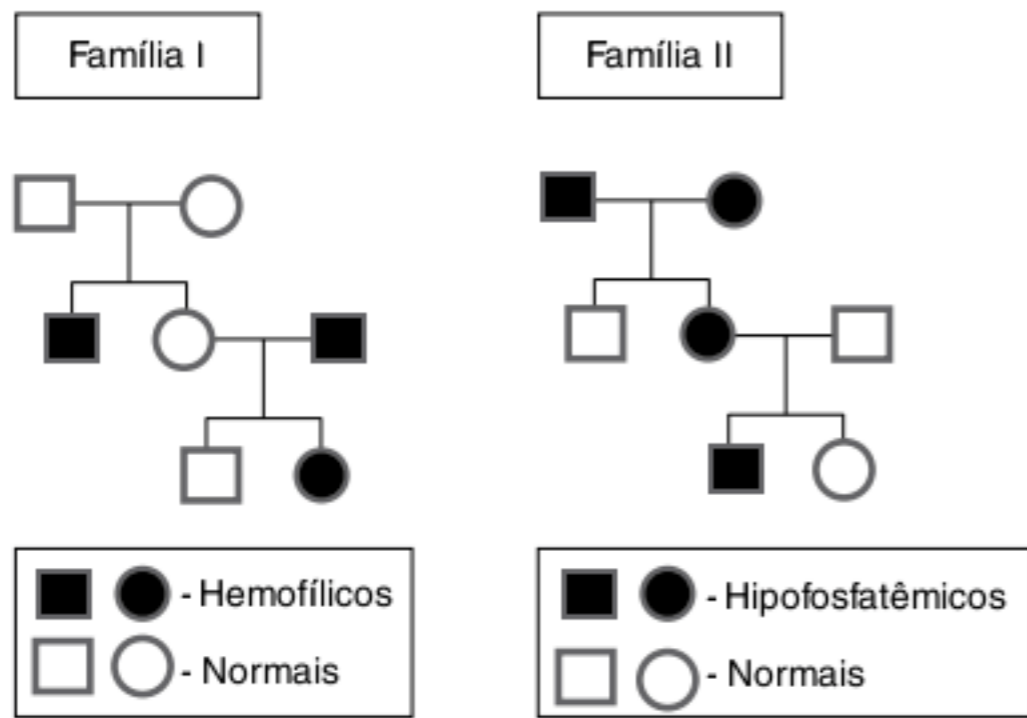 Família I
Família II
- Hemofílicos
- Normais
- Hipofosfatêmicos
- Normais